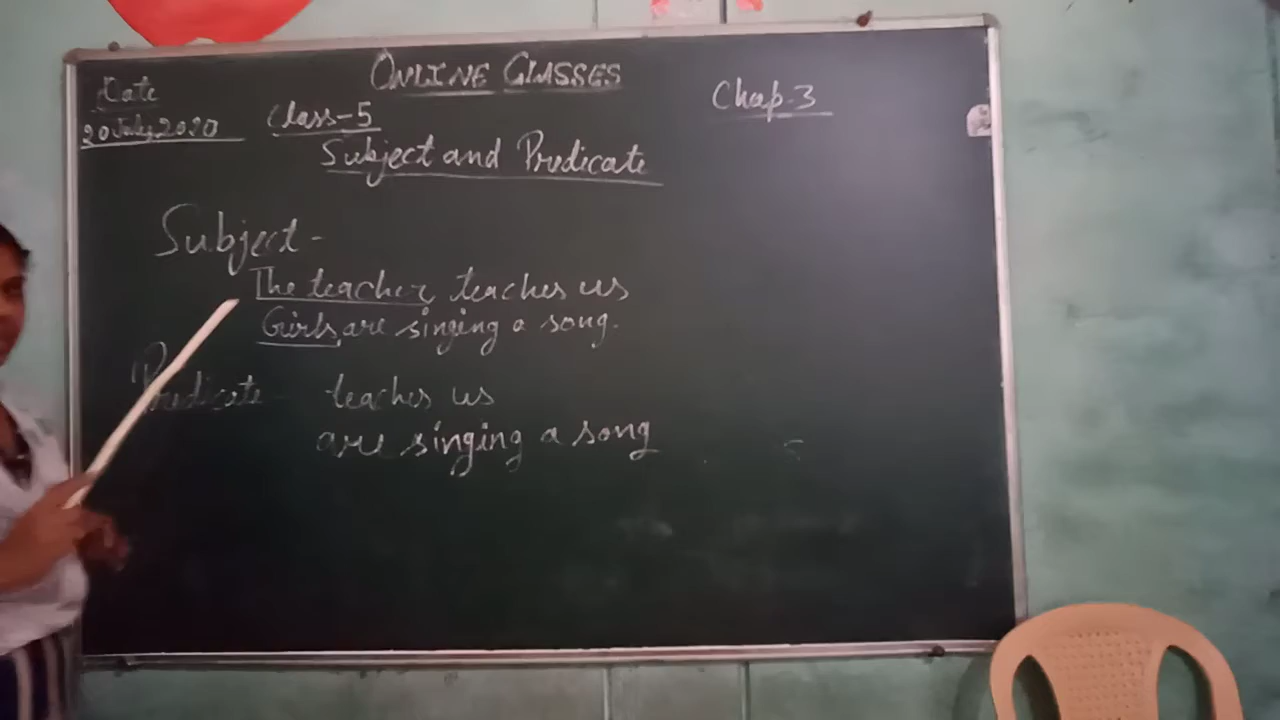 ONLINE CLASSES
Date
20 July 2020
Class-5
Chap-3
Subject and Predicate
Subject-
The teacher teaches us
Girls are singing a song.
Predicate- teaches us
are singing a song